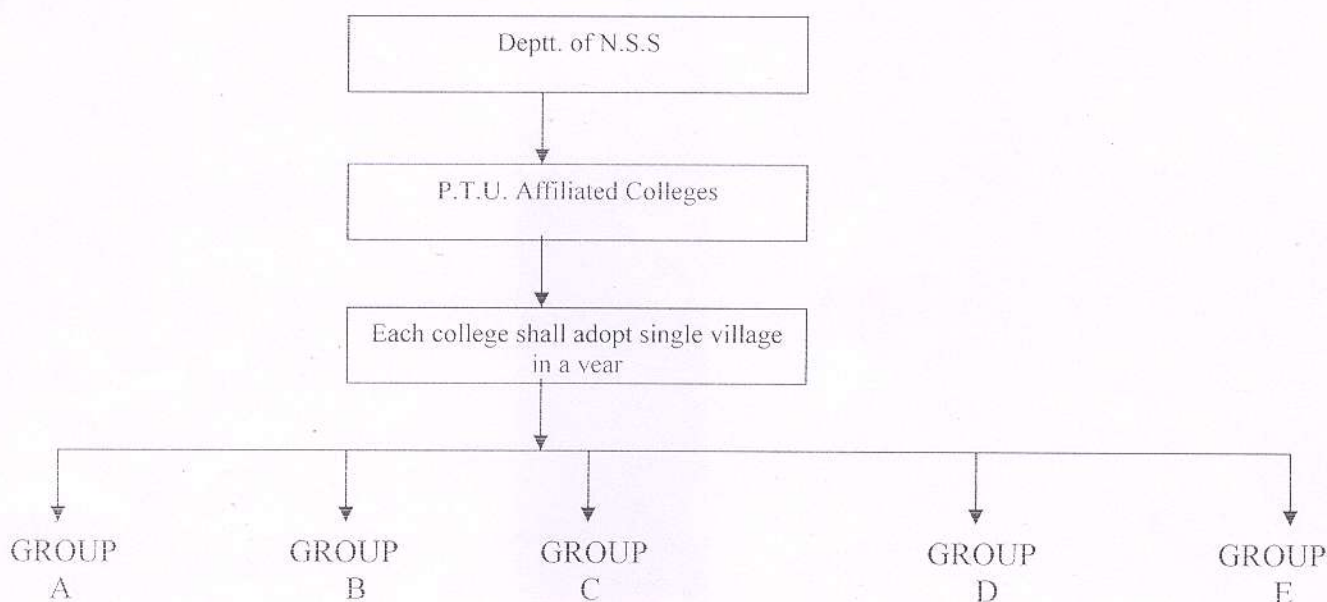 Deptt. of N.S.S
P.T.U. Affiliated Colleges
Each college shall adopt single village
in a year
GROUP GROUP GROUP GROUP GROUP
A B C D E